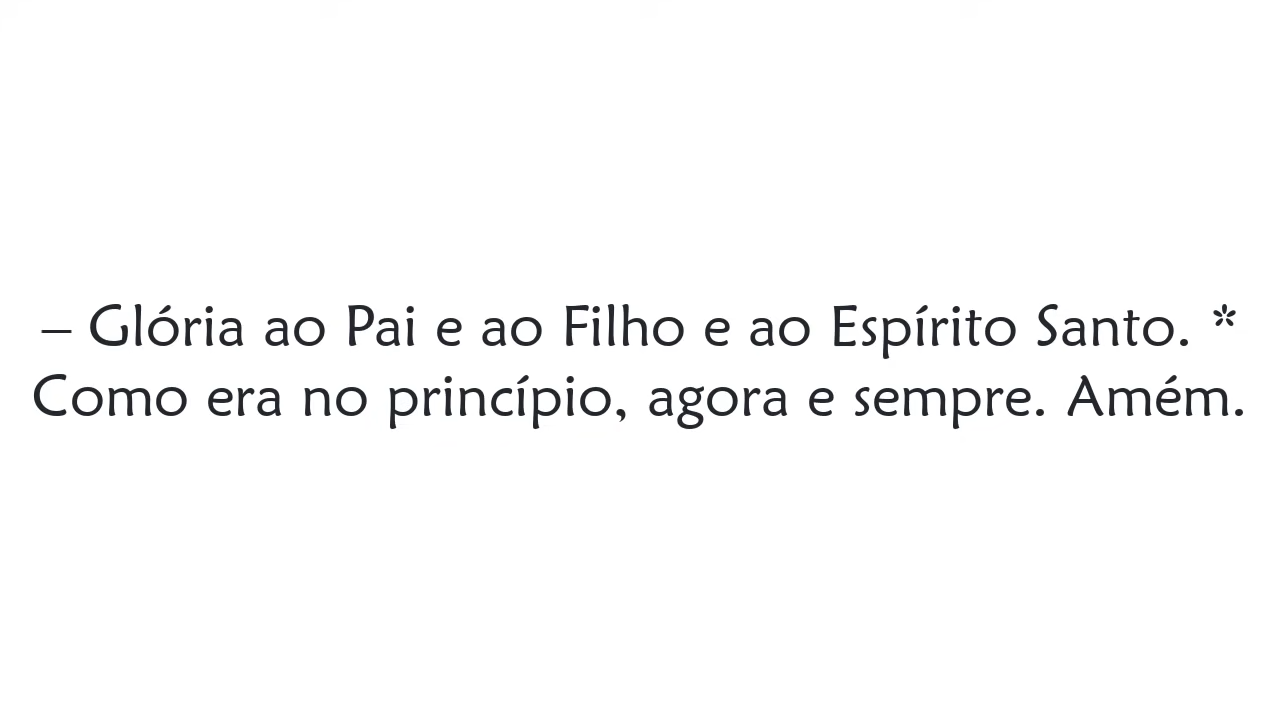 – Glória ao Pai e ao Filho e ao Espírito Santo. *
Como era no princípio, agora e sempre. Amém.